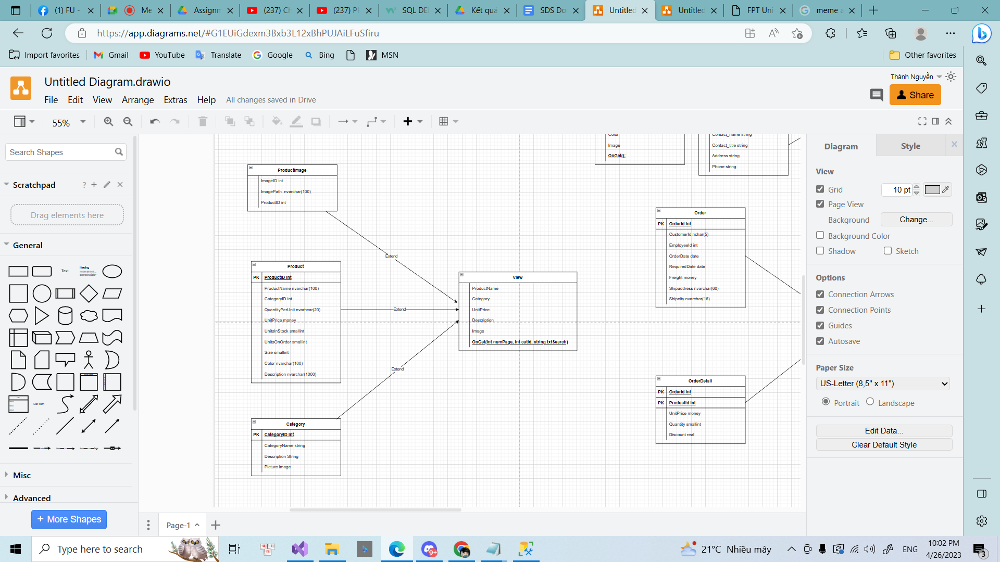 (1) FU -
Me
Assignm
(237) Ch
(237) Ph
SQL DE
Kết quả
SDS Do
Untitled
Untitled
FPT Uni
meme a
https://app.diagrams.net/#G1EUiGdexm3Bxb3L12xBhPUJAiLFuSfiru
Import favorites
Gmail
YouTube
Translate
Google
Bing
MSN
Other favorites
Untitled Diagram.drawio
Thành Nguyễn
File Edit View Arrange Extras Help All changes saved in Drive
Share
55%
Search Shapes
Scratchpad ?
Drag elements here
General
Text
Heading
List Item
Misc
Advanced
+ More Shapes
ProductImage
ImageID int
ImagePath nvarchar(100)
ProductID int
Extend
Product
PK ProductID int
ProductName nvarchar(100)
CategoryID int
QuantityPerUnit nvarhcar(20)
UnitPrice money
UnitsInStock smallint
UnitsOnOrder smallint
Size smallint
Color nvarchar(100)
Description nvarchar(1000)
Extend
Category
PK CategoryID int
CategoryName string
Description String
Picture image
Extend
View
ProductName
Category
UnitPrice
Description
Image
OnGet(int numPage, int catid, string txtSearch)
Color
Image
OnGet();
Contact_name string
Contact_title string
Address string
Phone string
Order
PK OrderId int
CustomerId nchar(5)
EmployeeId int
OrderDate date
RequiredDate date
Freight money
Shipaddress nvarchar(60)
Shipcity nvarchar(16)
OrderDetail
PK OrderId int
PK ProductId int
UnitPrice money
Quantity smallint
Discount real
Diagram
Style
View
Grid 10 pt
Page View
Background Change...
Background Color
Shadow Sketch
Options
Connection Arrows
Connection Points
Guides
Autosave
Paper Size
US-Letter (8,5" x 11")
Portrait Landscape
Edit Data...
Clear Default Style
Page-1
Type here to search
9+
21°C Nhiều mây
ENG
10:02 PM
4/26/2023
3